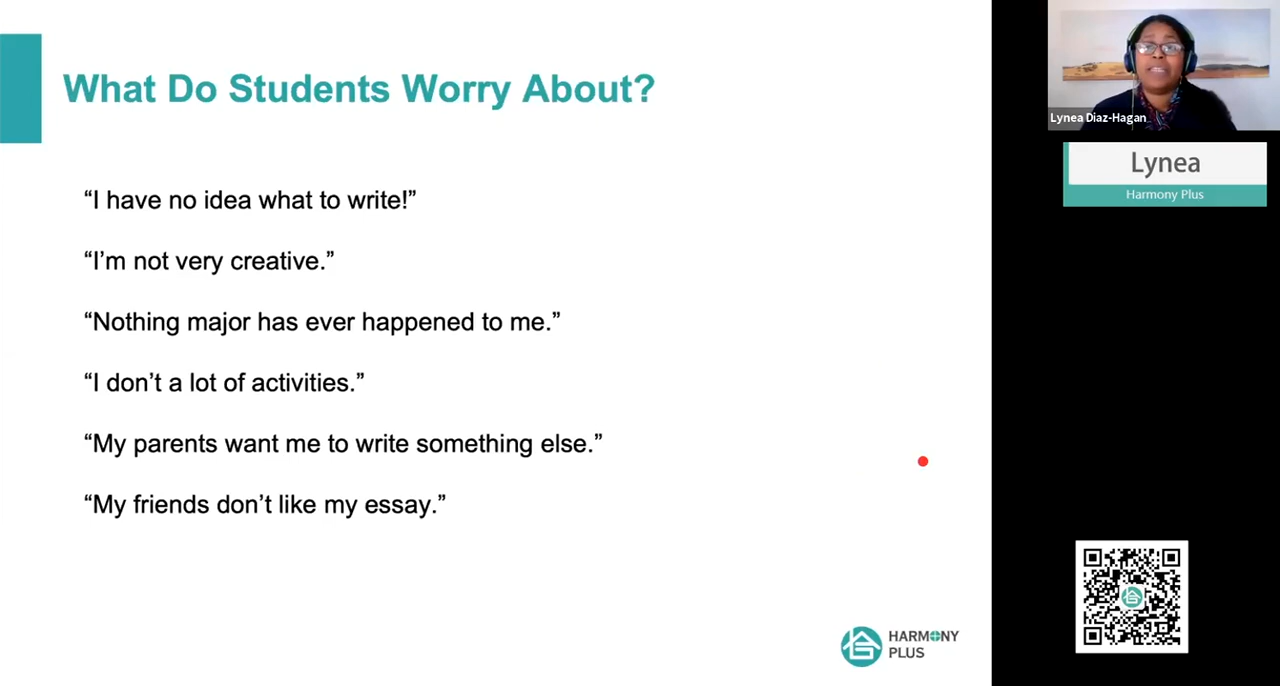 What Do Students Worry About?
“I have no idea what to write!”
“I’m not very creative.”
“Nothing major has ever happened to me.”
“I don’t a lot of activities.”
“My parents want me to write something else.”
“My friends don’t like my essay.”
HARMONY
PLUS
Lynea Diaz-Hagan
Lynea
Harmony Plus